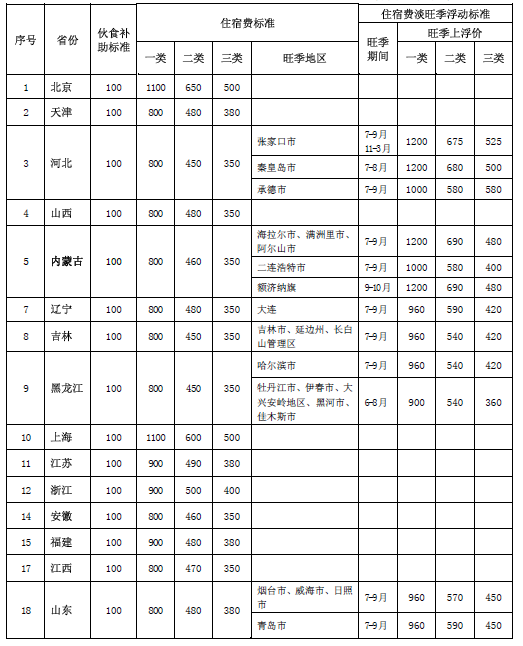 序号 省份 伙食补助标准 住宿费标准 住宿费淡旺季浮动标准
一类 二类 三类 旺季地区 旺季期间 旺季上浮价
一类 二类 三类
1 北京 100 1100 650 500
2 天津 100 800 480 380
3 河北 100 800 450 350 张家口市 7-9月 11-3月 1200 675 525
秦皇岛市 7-8月 1200 680 500
承德市 7-9月 1000 580 580
4 山西 100 800 480 350
5 内蒙古 100 800 460 350 海拉尔市、满洲里市、阿尔山市 7-9月 1200 690 480
二连浩特市 7-9月 1000 580 400
额济纳旗 9-10月 1200 690 480
7 辽宁 100 800 480 350 大连 7-9月 960 590 420
8 吉林 100 800 450 350 吉林市、延边州、长白山管理区 7-9月 960 540 420
9 黑龙江 100 800 450 350 哈尔滨市 7-9月 960 540 420
牡丹江市、伊春市、大兴安岭地区、黑河市、佳木斯市 6-8月 900 540 360
10 上海 100 1100 600 500
11 江苏 100 900 490 380
12 浙江 100 900 500 400
14 安徽 100 800 460 350
15 福建 100 900 480 380
17 江西 100 800 470 350
18 山东 100 800 480 380 烟台市、威海市、日照市 7-9月 960 570 450
青岛市 7-9月 960 590 450